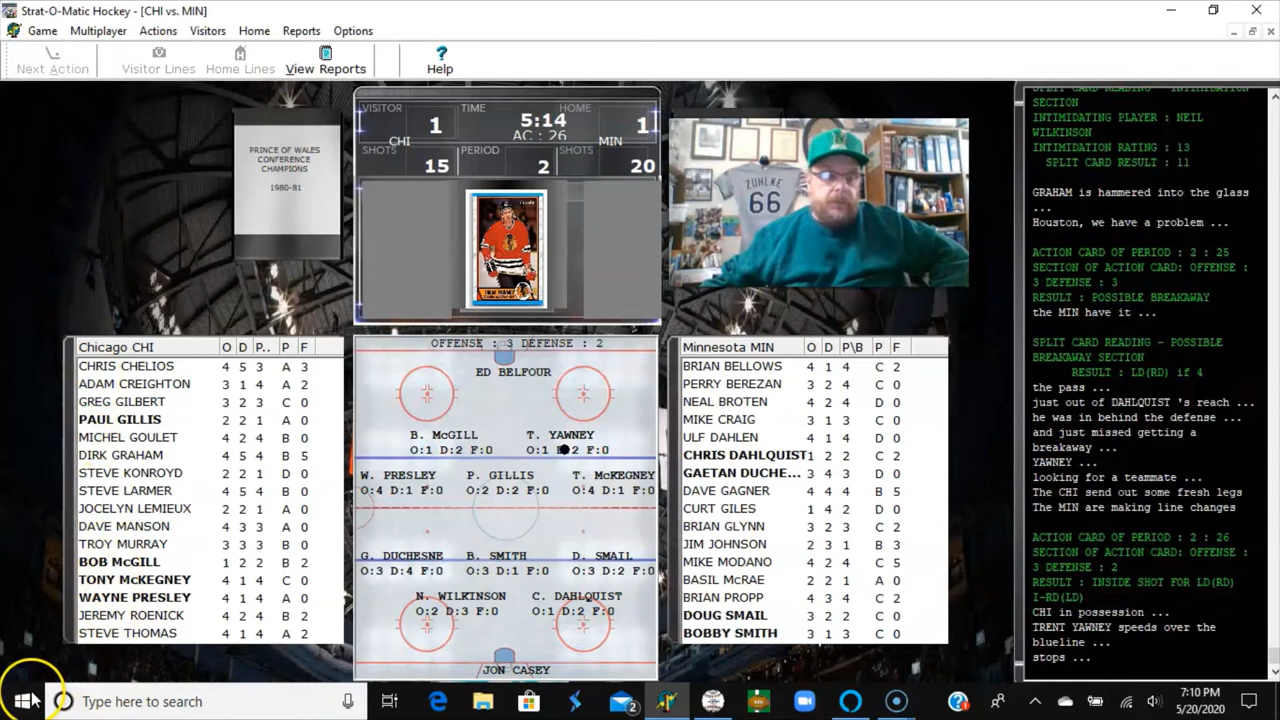 Strat-O-Matic Hockey - [CHI vs. MIN]
Game Multiplayer Actions Visitors Home Reports Options
Next Action Visitor Lines Home Lines View Reports Help
PRINCE OF WALES
CONFERENCE
CHAMPIONS
1980-81
VISITOR 1 TIME 5:14 HOME 1
CHI AC : 26 MIN
SHOTS 15 PERIOD 2 SHOTS 20
ZUHLKE
66
Chicago CHI O D P.. P F
CHRIS CHELIOS 4 5 3 A 3
ADAM CREIGHTON 3 1 4 A 2
GREG GILBERT 3 2 3 C 0
PAUL GILLIS 2 2 1 A 0
MICHEL GOULET 4 2 4 B 0
DIRK GRAHAM 4 5 4 B 5
STEVE KONROYD 2 2 1 D 0
STEVE LARMER 4 5 4 B 0
JOCELYN LEMIEUX 2 2 1 A 0
DAVE MANSON 4 3 3 A 0
TROY MURRAY 3 3 3 B 0
BOB McGILL 1 2 2 B 2
TONY McKEGNEY 4 1 4 C 0
WAYNE PRESLEY 4 1 4 A 0
JEREMY ROENICK 4 2 4 B 2
STEVE THOMAS 4 1 4 A 2
OFFENSE : 3 DEFENSE : 2
ED BELFOUR
B. McGILL T. YAWNEY
O:1 D:2 F:0 O:1 2 F:0
W. PRESLEY P. GILLIS T. McKEGNEY
O:4 D:1 F:0 O:2 D:2 F:0 O:4 D:1 F:0
G. DUCHESNE B. SMITH D. SMAIL
O:3 D:4 F:0 O:3 D:1 F:0 O:3 D:2 F:0
N. WILKINSON C. DAHLQUIST
O:2 D:3 F:0 O:1 D:2 F:0
JON CASEY
Minnesota MIN O D P\B P F
BRIAN BELLOWS 4 1 4 C 2
PERRY BEREZAN 3 2 4 C 0
NEAL BROTEN 4 2 4 D 0
MIKE CRAIG 3 1 3 C 0
ULF DAHLEN 4 1 4 D 0
CHRIS DAHLQUIST 1 2 2 C 2
GAETAN DUCHE... 3 4 3 D 0
DAVE GAGNER 4 4 4 B 5
CURT GILES 1 4 2 D 0
BRIAN GLYNN 3 2 3 C 2
JIM JOHNSON 2 3 1 B 3
MIKE MODANO 4 2 4 C 5
BASIL McRAE 2 2 1 A 0
BRIAN PROPP 4 3 4 C 0
DOUG SMAIL 3 2 2 C 0
BOBBY SMITH 3 1 3 C 0
SECTION
INTIMIDATING PLAYER : NEIL
WILKINSON
INTIMIDATION RATING : 13
SPLIT CARD RESULT : 11
GRAHAM is hammered into the glass
...
Houston, we have a problem ...
ACTION CARD OF PERIOD : 2 : 25
SECTION OF ACTION CARD: OFFENSE :
3 DEFENSE : 3
RESULT : POSSIBLE BREAKAWAY
the MIN have it ...
SPLIT CARD READING - POSSIBLE
BREAKAWAY SECTION
RESULT : LD(RD) if 4
the pass ...
just out of DAHLQUIST 's reach ...
he was in behind the defense ...
and just missed getting a
breakaway ...
YAWNEY ...
looking for a teammate ...
The CHI send out some fresh legs
The MIN are making line changes
ACTION CARD OF PERIOD : 2 : 26
SECTION OF ACTION CARD: OFFENSE :
3 DEFENSE : 2
RESULT : INSIDE SHOT FOR LD(RD)
I-RD(LD)
CHI in possession ...
TRENT YAWNEY speeds over the
blueline ...
stops ...
Type here to search
2
7:10 PM
5/20/2020